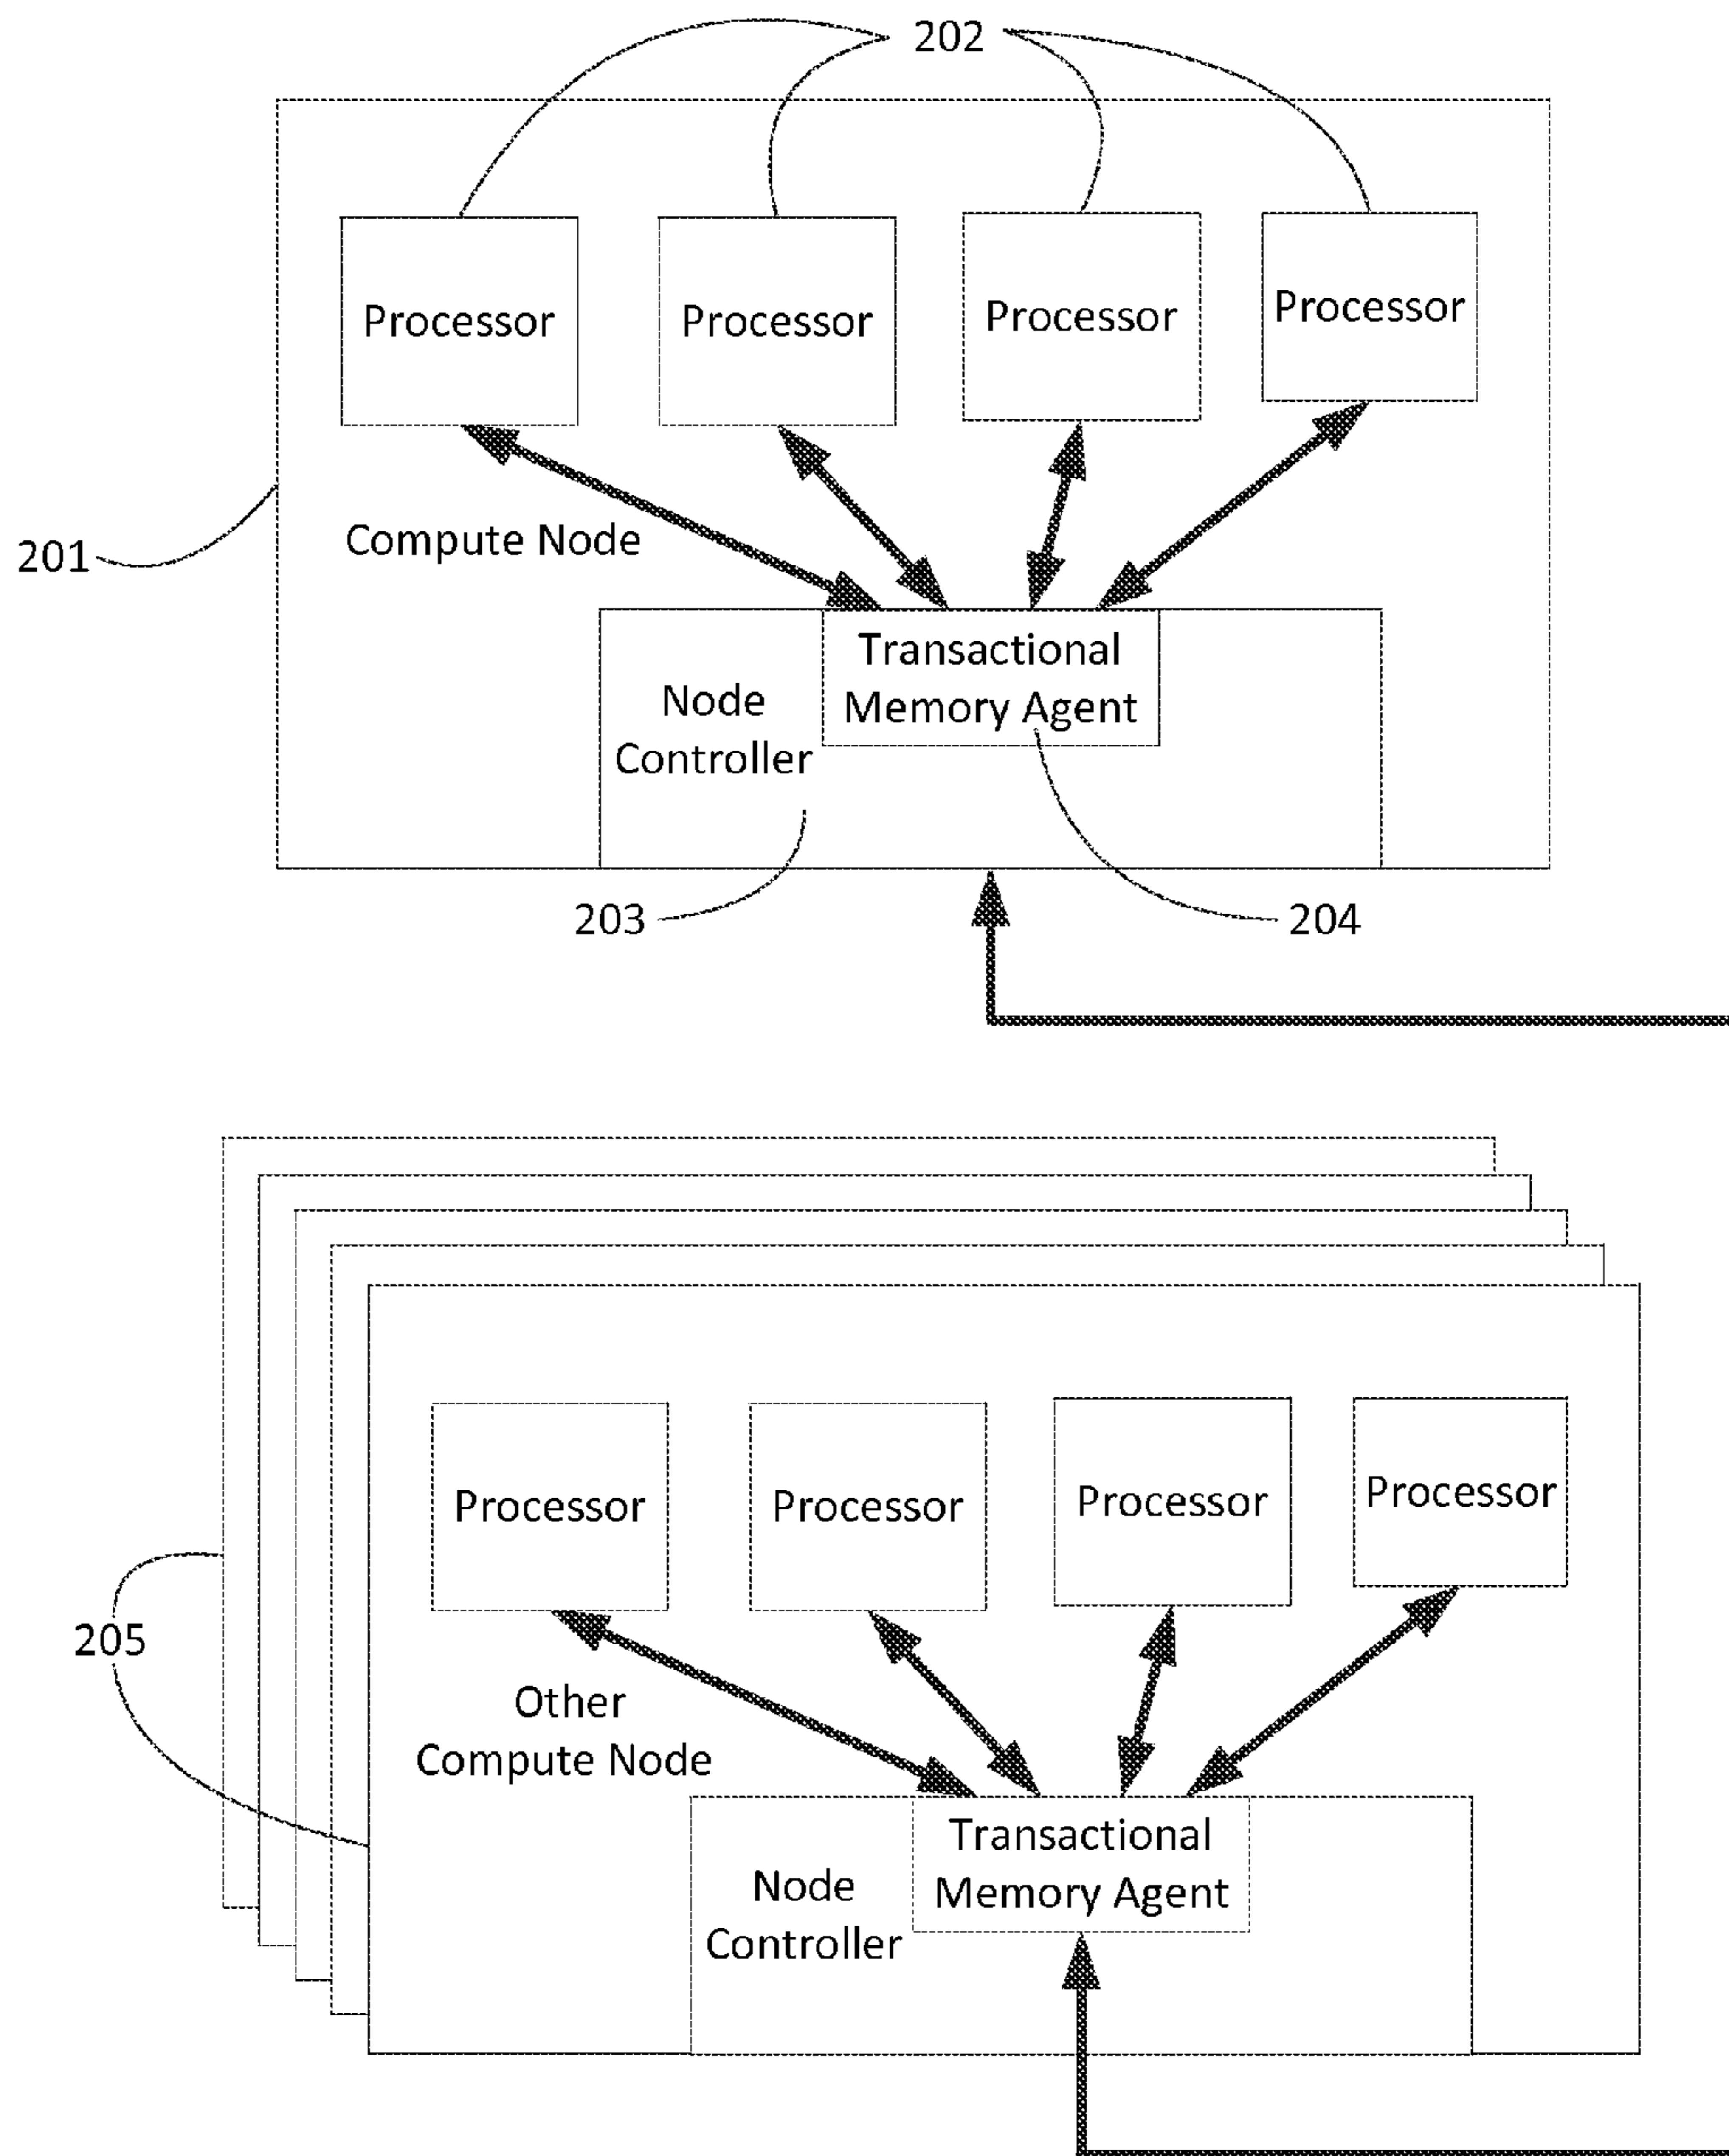 202
Processor
Processor
Processor
Processor
Compute Node
201
Transactional
Memory Agent
Node
Controller
203
204
Processor
Processor
Processor
Processor
205
Other
Compute Node
Transactional
Memory Agent
Node
Controller